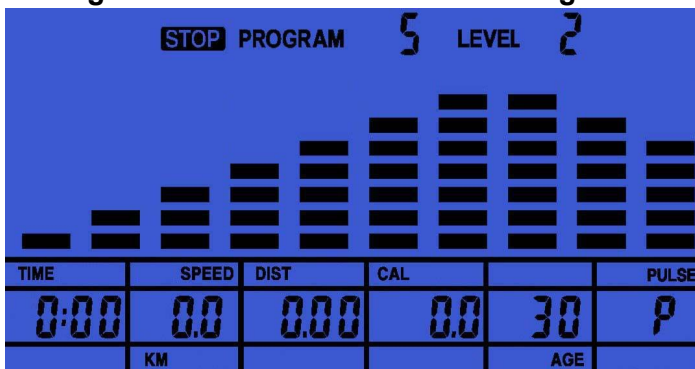 STOP PROGRAM 5 LEVEL 2
TIME SPEED DIST CAL PULSE
0:00 0.0 0.00 0.0 30 P
KM AGE